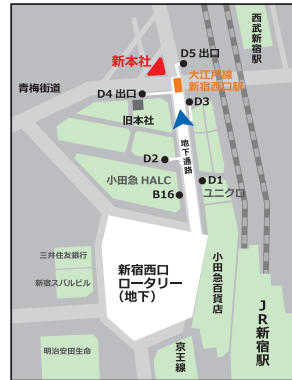 西武新宿駅
新本社
D5 出口
大江戸線
新宿西口駅
青梅街道
D4 出口
D3
旧本社
地下通路
D2
小田急 HALC
D1
ユニクロ
B16
三井住友銀行
新宿スバルビル
新宿西口
ロータリー
(地下)
小田急百貨店
JR新宿駅
京王線
明治安田生命